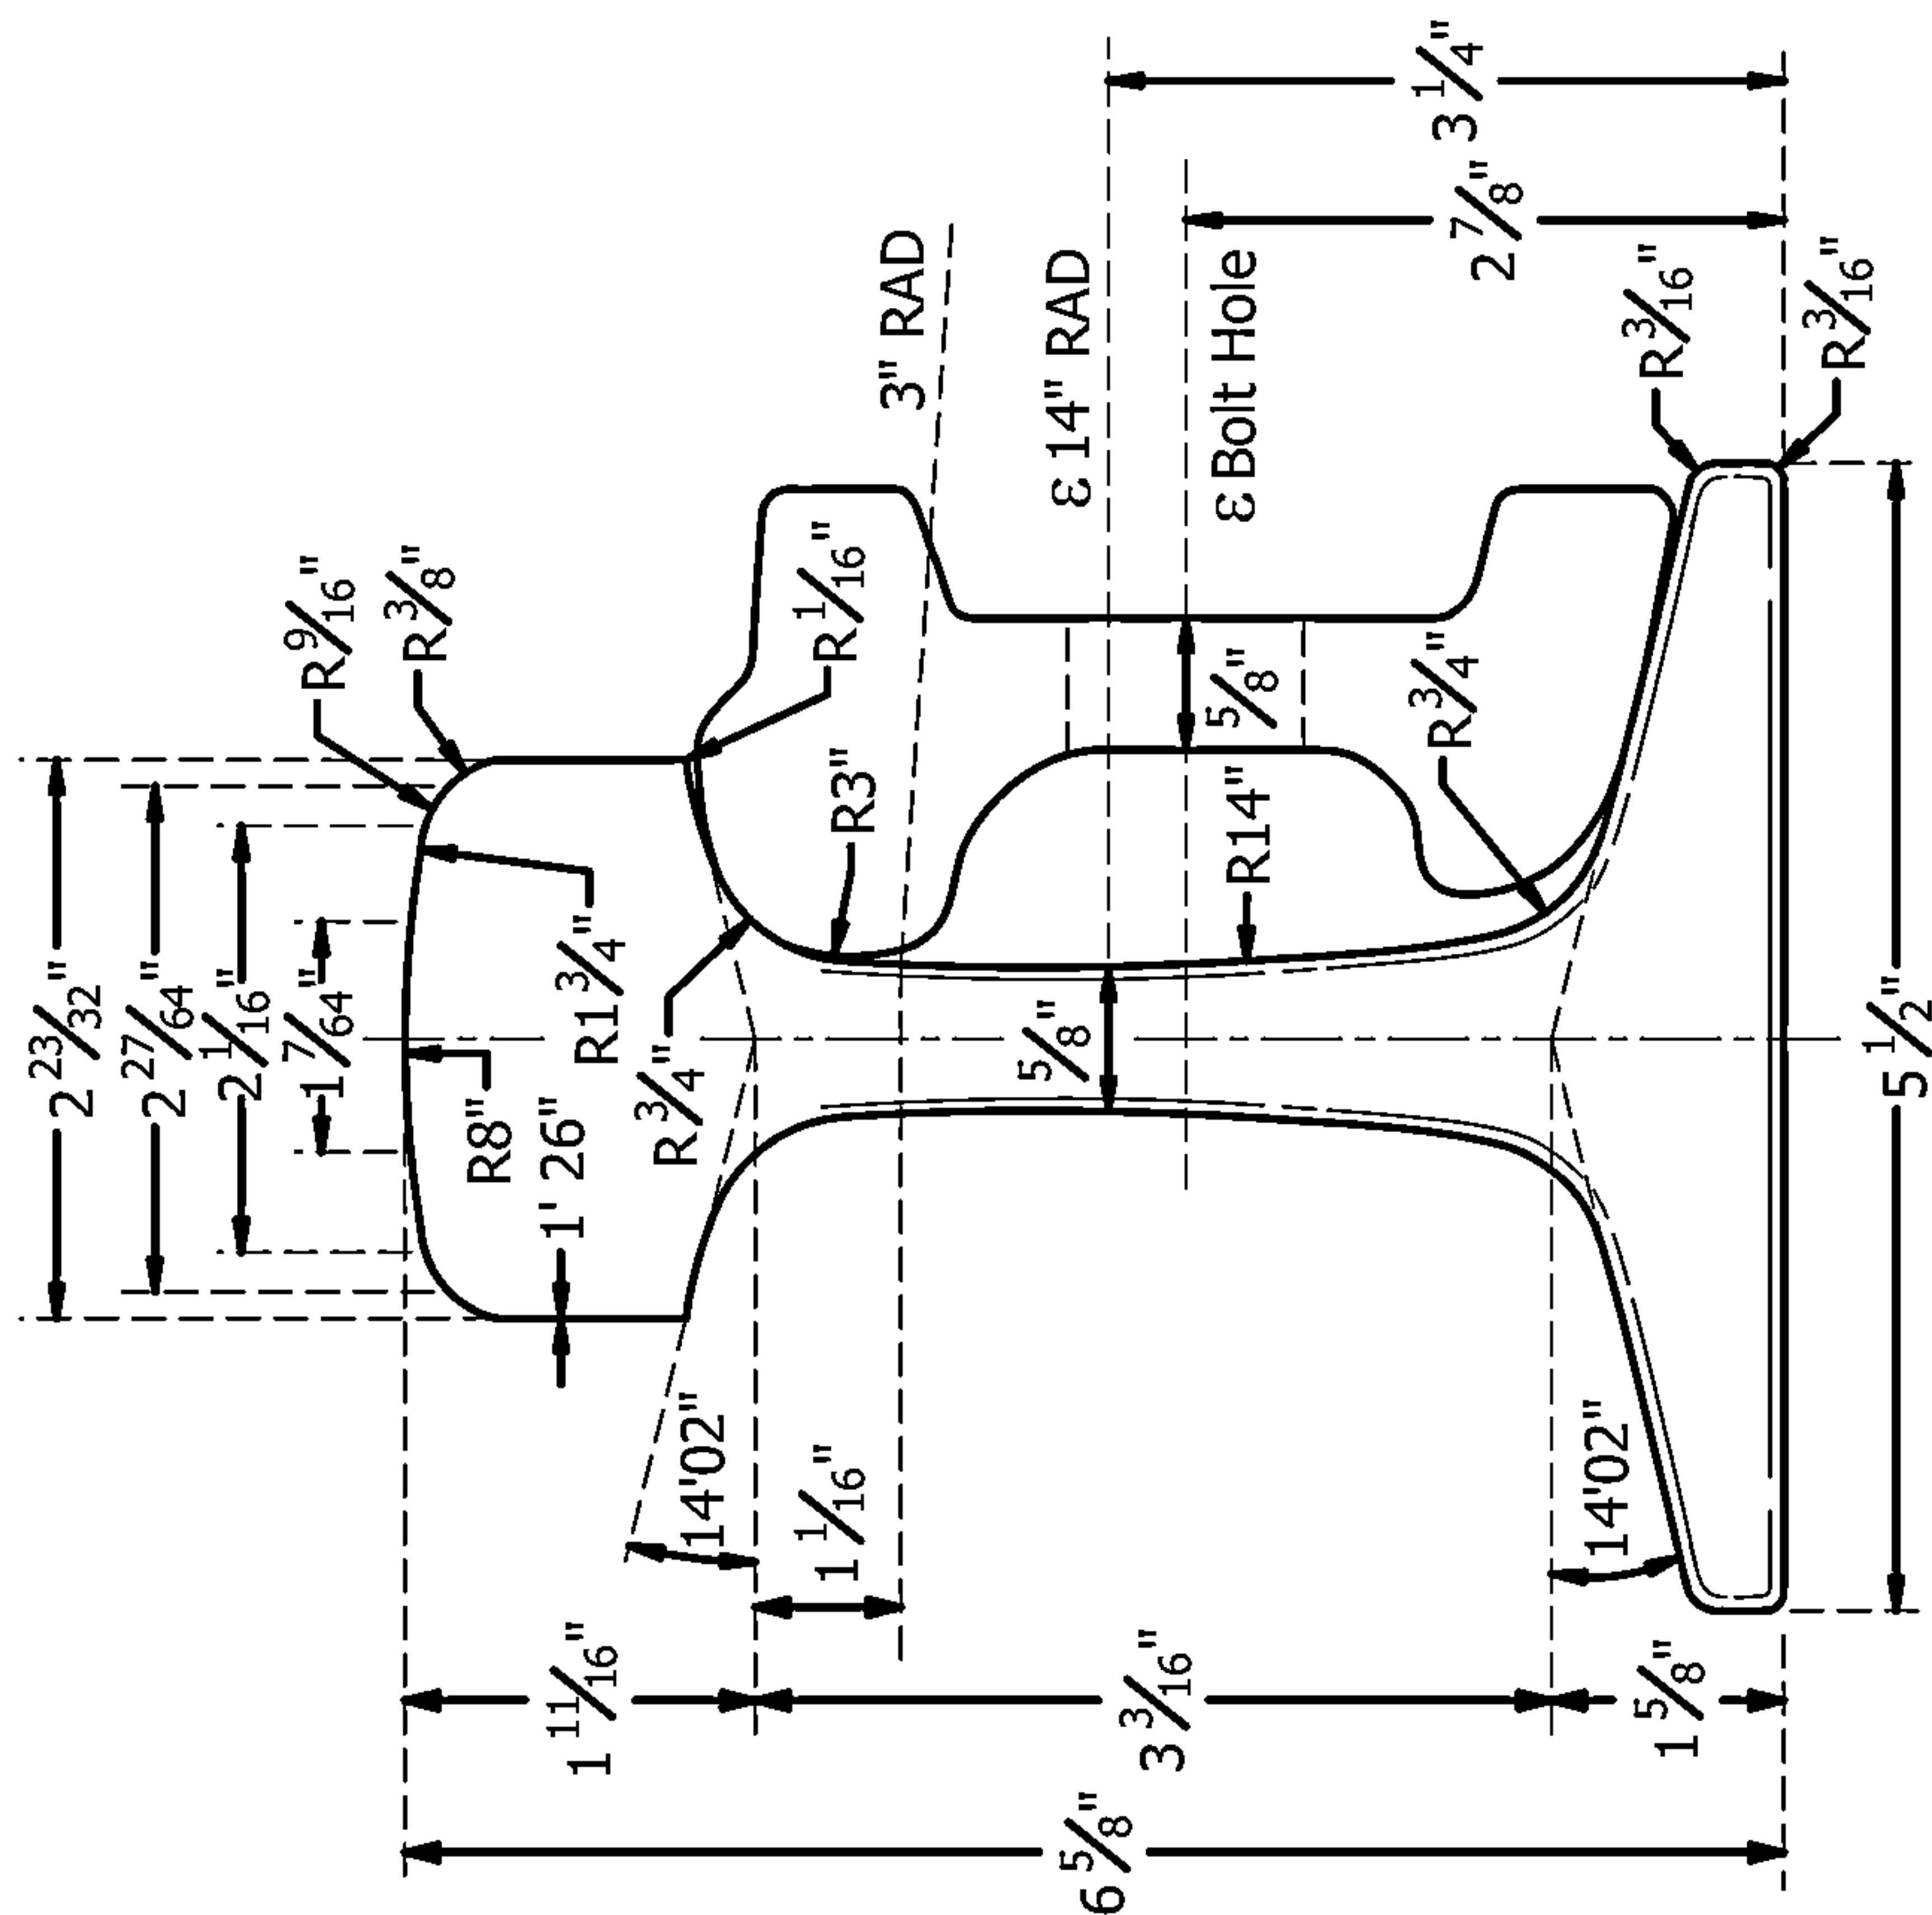 2 23/32"
2 27/64"
2 1/16"
1 7/64"
R 9/16"
R 3/8"
R1 3/4"
R8"
1' 26"
R 3/4"
R 1/16"
R3"
3" RAD
ε 14" RAD
ε Bolt Hole
5/8"
5/8"
R14"
R 3/4"
3 1/4"
2 7/8"
R 3/16"
R 3/16"
14'02"
1 1/16"
14'02"
1 11/16"
3 3/16"
1 5/8"
6 5/8"
5 1/2"